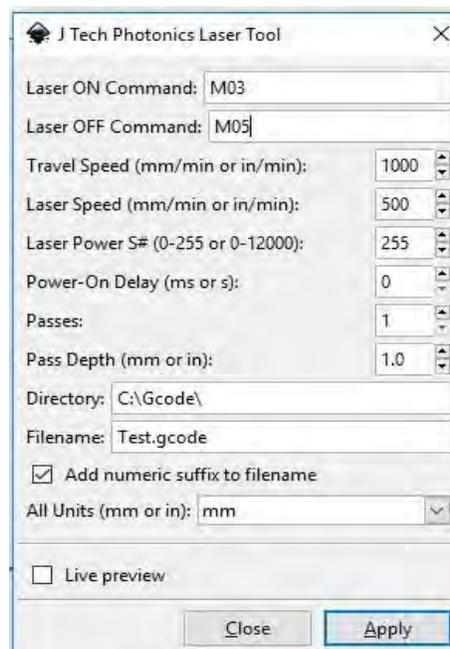 J Tech Photonics Laser Tool
Laser ON Command: M03
Laser OFF Command: M05
Travel Speed (mm/min or in/min): 1000
Laser Speed (mm/min or in/min): 500
Laser Power S# (0-255 or 0-12000): 255
Power-On Delay (ms or s): 0
Passes: 1
Pass Depth (mm or in): 1.0
Directory: C:\Gcode\
Filename: Test.gcode
Add numeric suffix to filename
All Units (mm or in): mm
Live preview
Close Apply